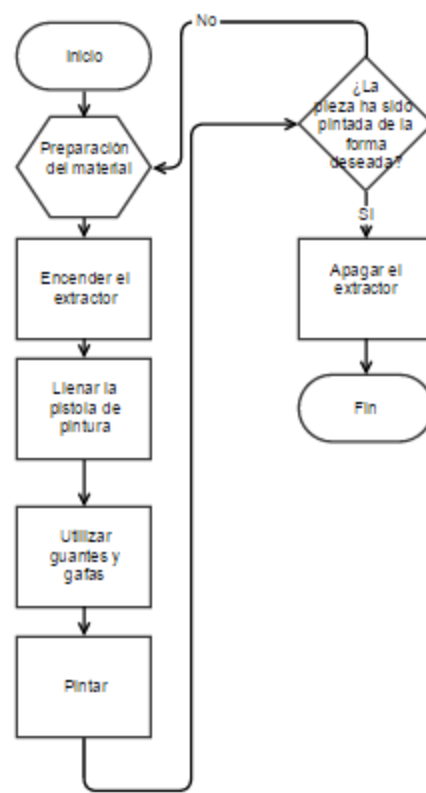 Inicio
Preparación
del material
Encender el
extractor
Llenar la
pistola de
pintura
Utilizar
guantes y
gafas
Pintar
No
¿La
pieza ha sido
pintada de la
forma
deseada?
SI
Apagar el
extractor
Fin